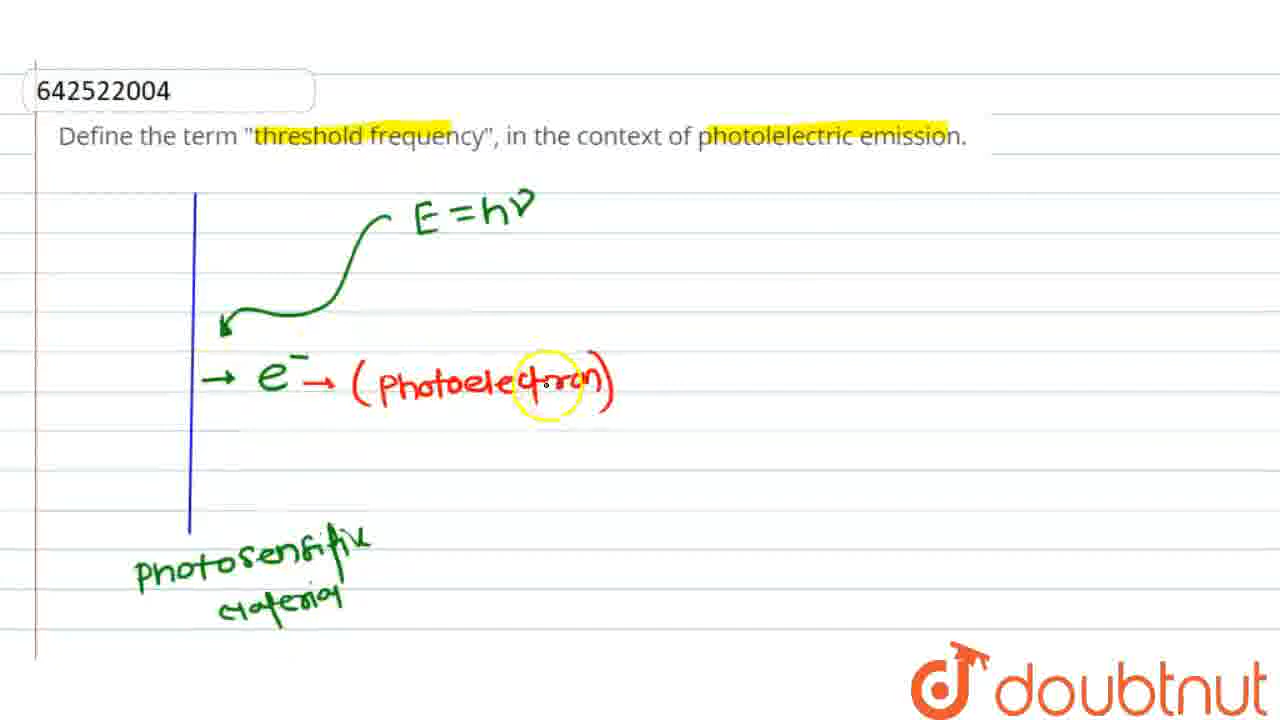 642522004
Define the term "threshold frequency", in the context of photolelectric emission.
E = hν
→ e⁻ → (Photoelectron)
Photosensitive
Material
doubtnut